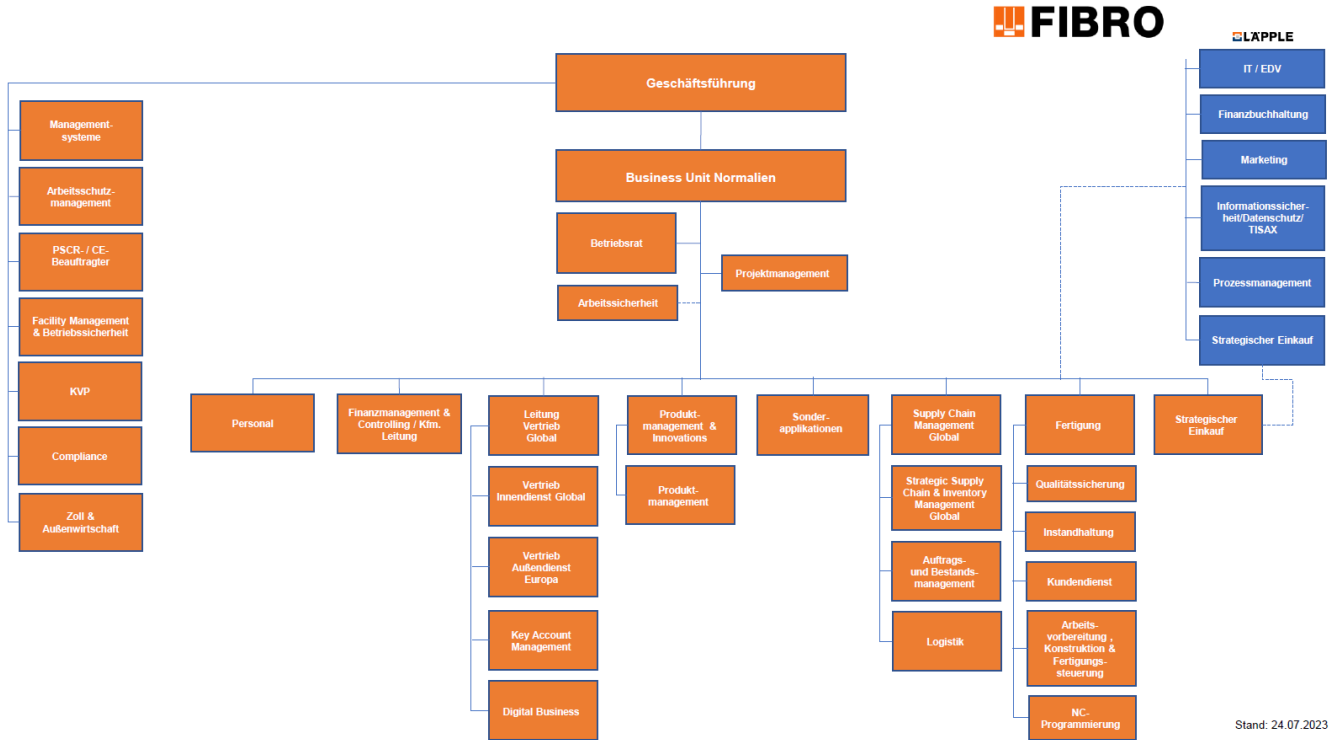 FIBRO
LÄPPLE
Geschäftsführung
Business Unit Normalien
Betriebsrat
Projektmanagement
Arbeitssicherheit
Management-
systeme
Arbeitsschutz-
management
PSCR- / CE-
Beauftragter
Facility Management
& Betriebssicherheit
KVP
Compliance
Zoll &
Außenwirtschaft
IT / EDV
Finanzbuchhaltung
Marketing
Informationssicher-
heit/Datenschutz/
TISAX
Prozessmanagement
Strategischer Einkauf
Personal
Finanzmanagement &
Controlling / Kfm.
Leitung
Leitung
Vertrieb
Global
Vertrieb
Innendienst Global
Vertrieb
Außendienst
Europa
Key Account
Management
Digital Business
Produkt-
management & Innovations
Produkt-
management
Sonder-
applikationen
Supply Chain
Management
Global
Strategic Supply
Chain & Inventory
Management
Global
Auftrags-
und Bestands-
management
Logistik
Fertigung
Qualitätssicherung
Instandhaltung
Kundendienst
Arbeits-
vorbereitung ,
Konstruktion &
Fertigungs-
steuerung
NC-
Programmierung
Strategischer
Einkauf
Stand: 24.07.2023